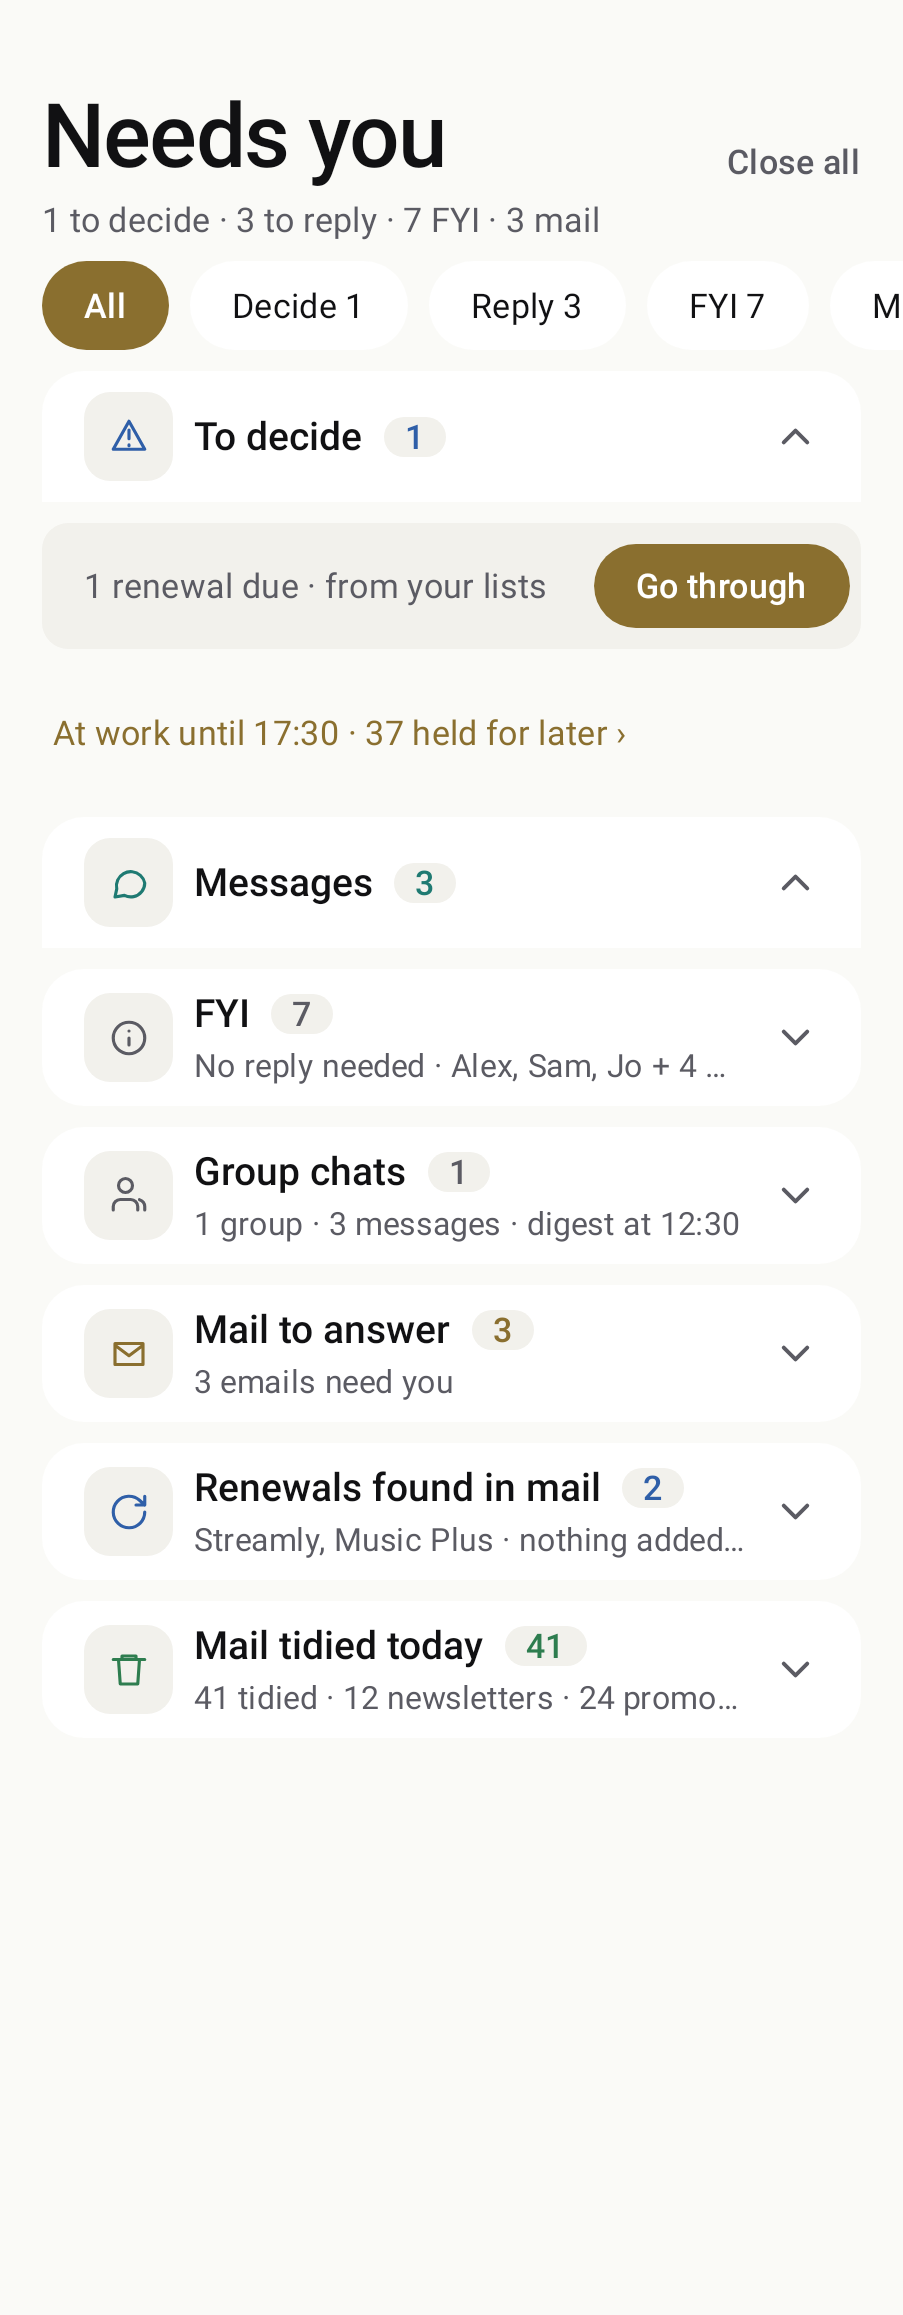 Needs you
Close all
1 to decide · 3 to reply · 7 FYI · 3 mail
All
Decide 1
Reply 3
FYI 7
M
To decide 1
1 renewal due · from your lists
Go through
At work until 17:30 · 37 held for later ›
Messages 3
FYI 7
No reply needed · Alex, Sam, Jo + 4 ...
Group chats 1
1 group · 3 messages · digest at 12:30
Mail to answer 3
3 emails need you
Renewals found in mail 2
Streamly, Music Plus · nothing added...
Mail tidied today 41
41 tidied · 12 newsletters · 24 promo...